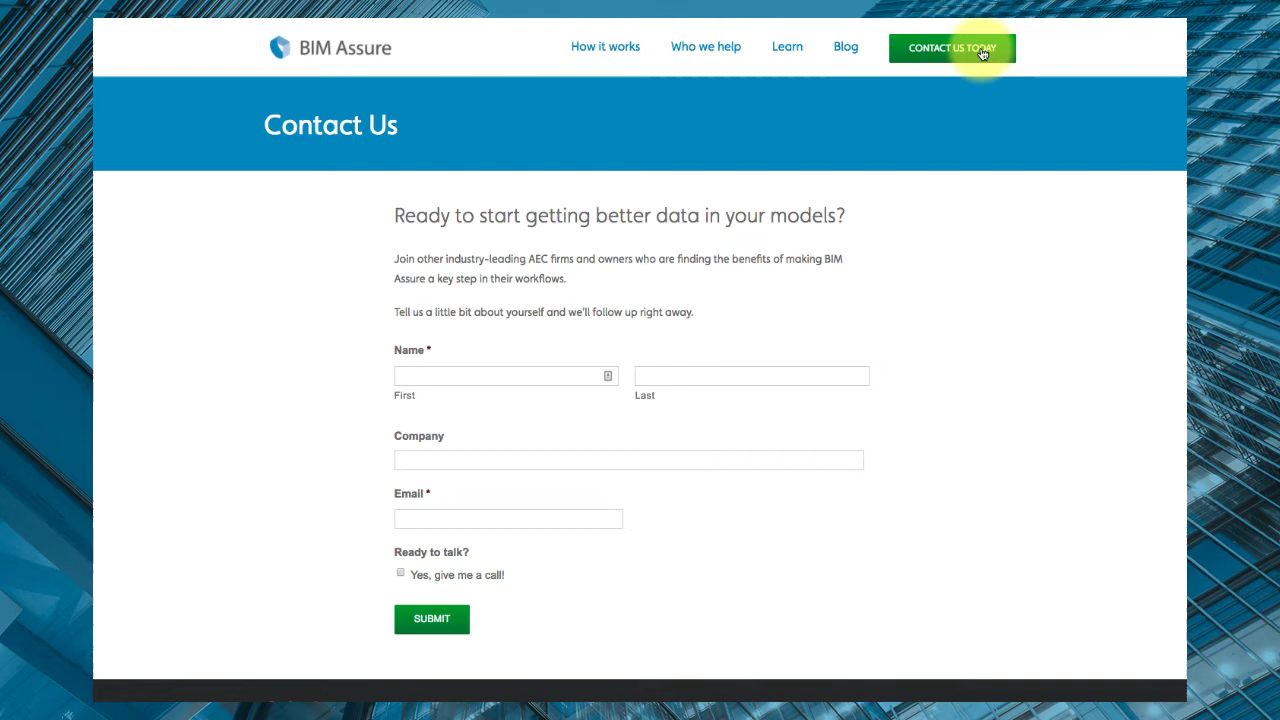 BIM Assure
How it works
Who we help
Learn
Blog
CONTACT US TODAY
Contact Us
Ready to start getting better data in your models?
Join other industry-leading AEC firms and owners who are finding the benefits of making BIM
Assure a key step in their workflows.
Tell us a little bit about yourself and we'll follow up right away.
Name *
First
Last
Company
Email *
Ready to talk?
Yes, give me a call!
SUBMIT